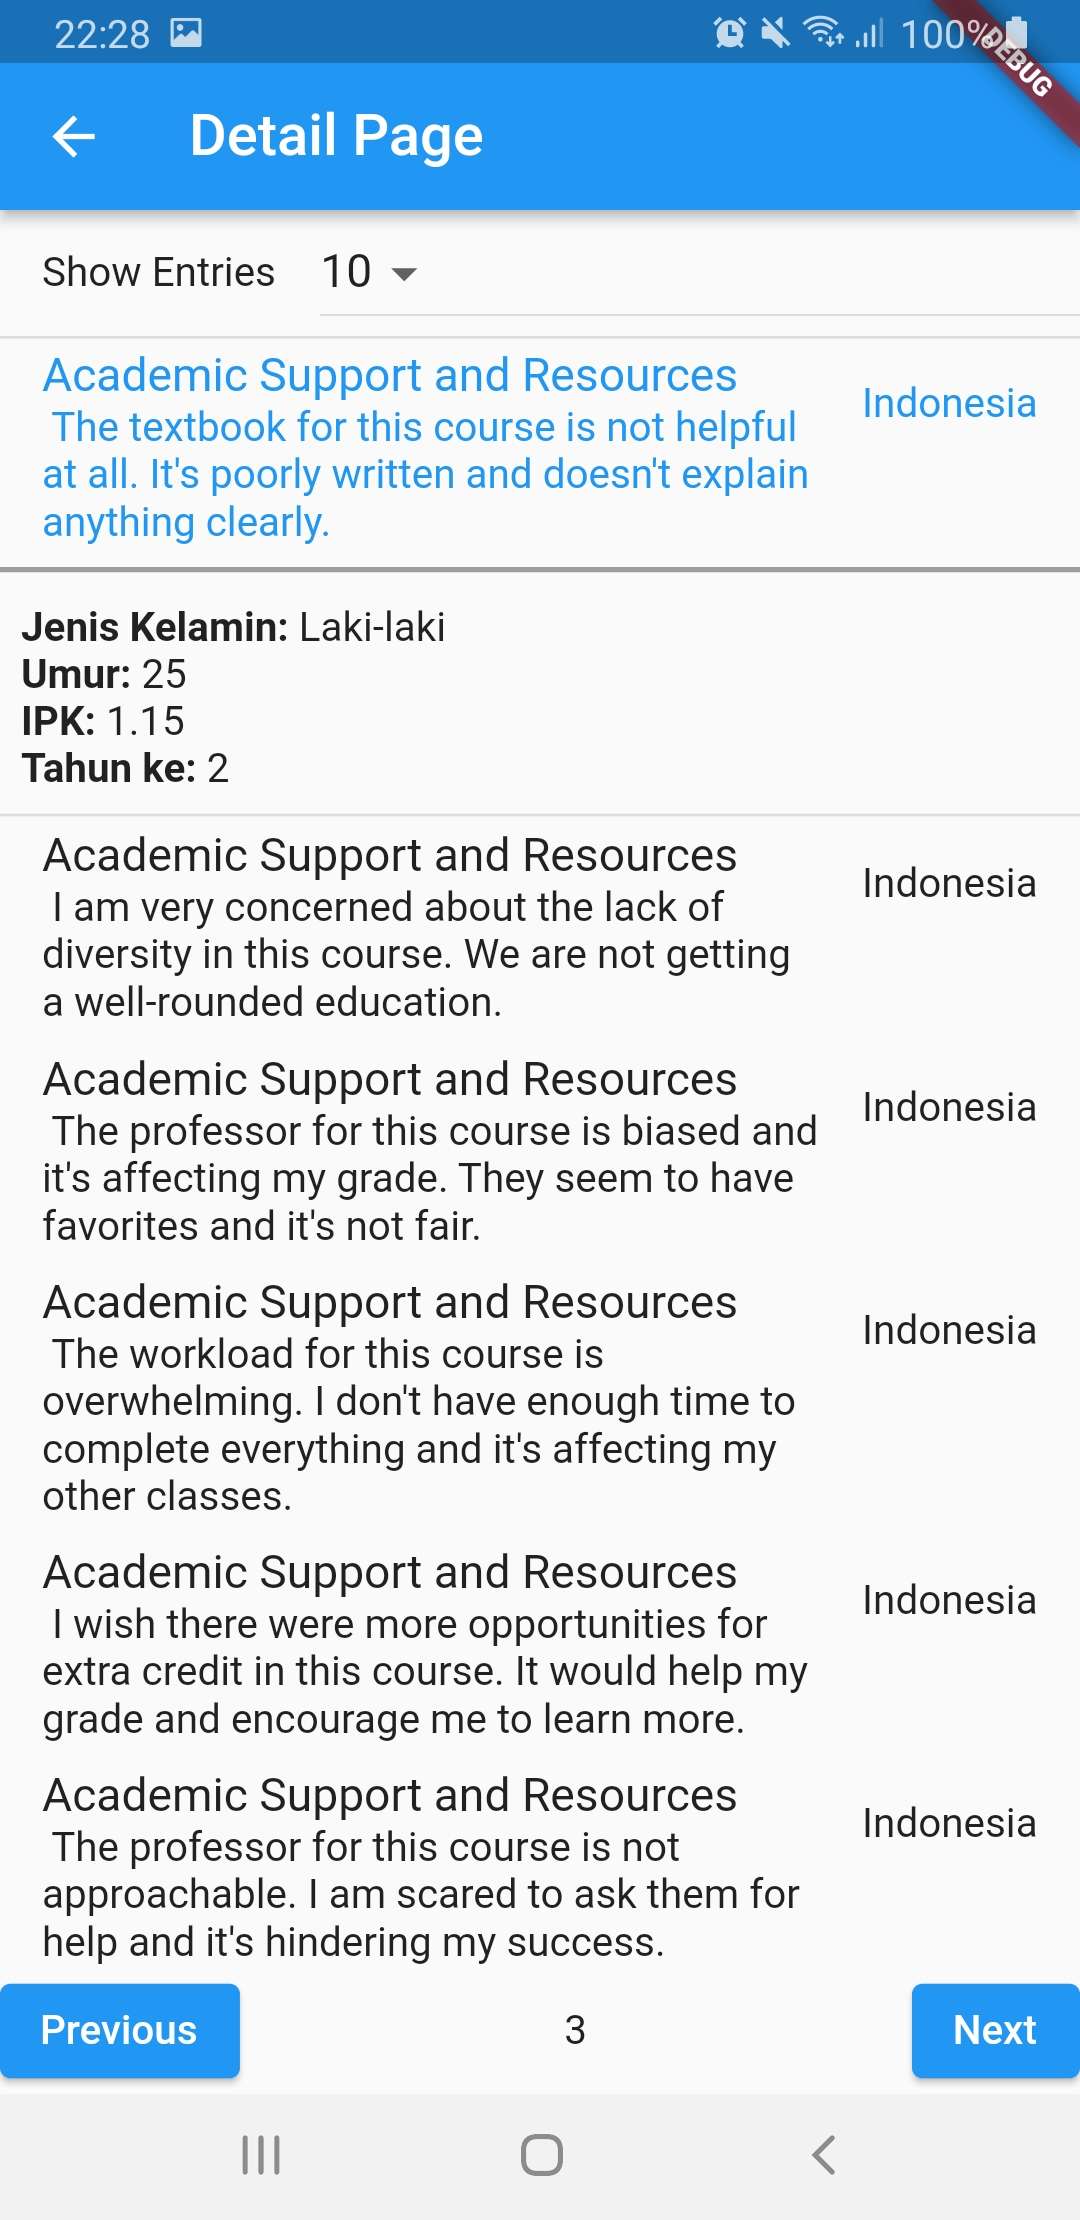 22:28
100%
DEBUG
Detail Page
Show Entries 10
Academic Support and Resources
Indonesia
The textbook for this course is not helpful
at all. It's poorly written and doesn't explain
anything clearly.
Jenis Kelamin: Laki-laki
Umur: 25
IPK: 1.15
Tahun ke: 2
Academic Support and Resources
Indonesia
I am very concerned about the lack of
diversity in this course. We are not getting
a well-rounded education.
Academic Support and Resources
Indonesia
The professor for this course is biased and
it's affecting my grade. They seem to have
favorites and it's not fair.
Academic Support and Resources
Indonesia
The workload for this course is
overwhelming. I don't have enough time to
complete everything and it's affecting my
other classes.
Academic Support and Resources
Indonesia
I wish there were more opportunities for
extra credit in this course. It would help my
grade and encourage me to learn more.
Academic Support and Resources
Indonesia
The professor for this course is not
approachable. I am scared to ask them for
help and it's hindering my success.
Previous 3 Next